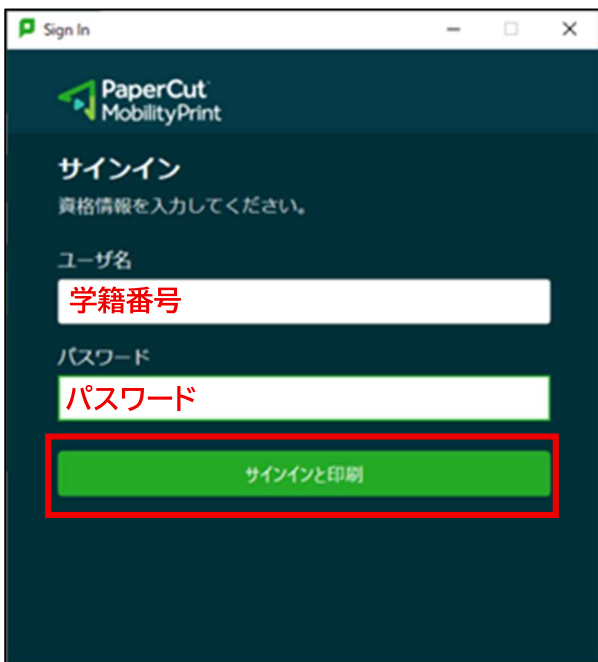 Sign In
PaperCut
MobilityPrint
サインイン
資格情報を入力してください。
ユーザ名
学籍番号
パスワード
パスワード
サインインと印刷